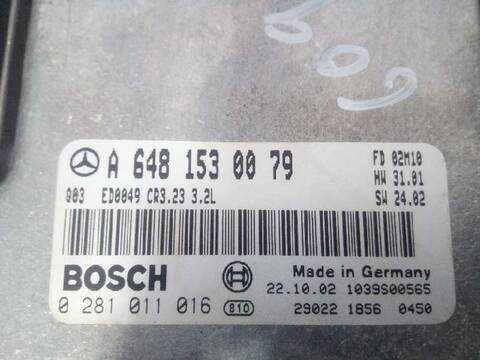 A 648 153 00 79
FD 02M10
HW 31.01
Q03 ED0049 CR3.23 3.2L
SW 24.02
BOSCH
Made in Germany
22.10.02 1039S00565
0 281 011 016 810
29022 1856 0450